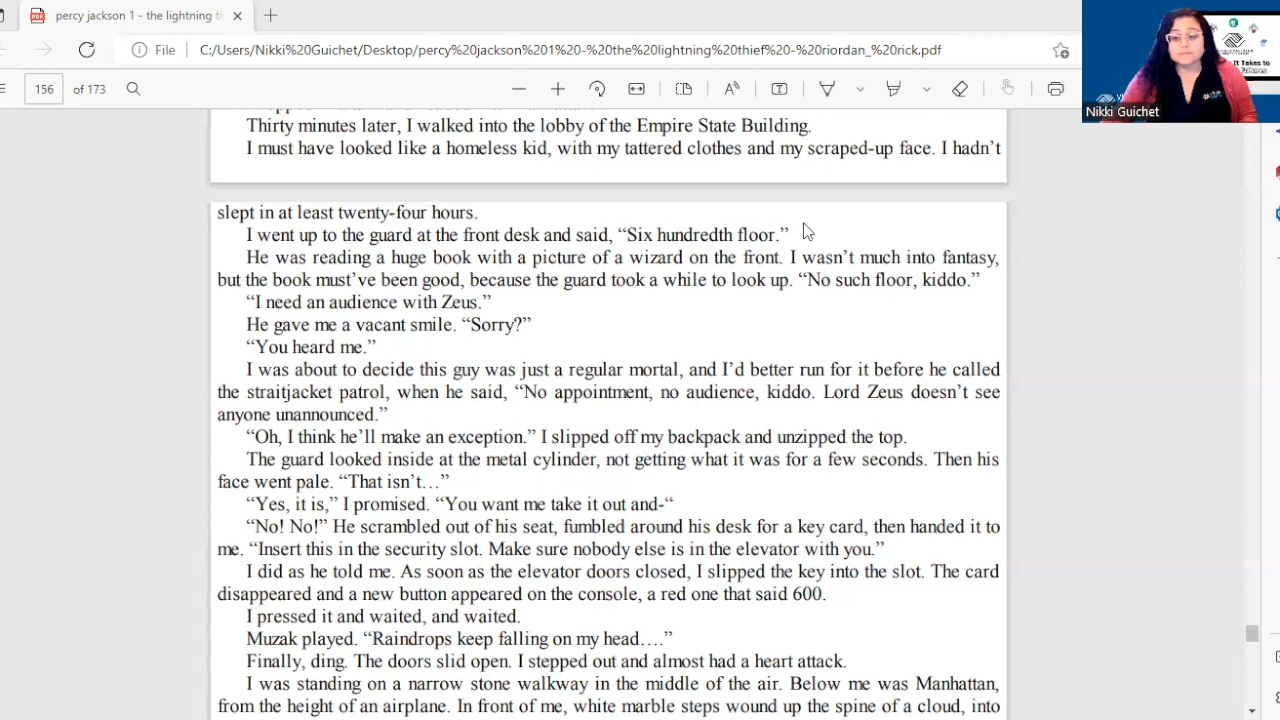 percy jackson 1 - the lightning t
File
C:/Users/Nikki%20Guichet/Desktop/percy%20jackson%201%20-%20the%20lightning%20thief%20-%20riordan_%20rick.pdf
156 of 173
Nikki Guichet
It Takes to
Futures
Thirty minutes later, I walked into the lobby of the Empire State Building.
I must have looked like a homeless kid, with my tattered clothes and my scraped-up face. I hadn’t
slept in at least twenty-four hours.
I went up to the guard at the front desk and said, “Six hundredth floor.”
He was reading a huge book with a picture of a wizard on the front. I wasn’t much into fantasy,
but the book must’ve been good, because the guard took a while to look up. “No such floor, kiddo.”
“I need an audience with Zeus.”
He gave me a vacant smile. “Sorry?”
“You heard me.”
I was about to decide this guy was just a regular mortal, and I’d better run for it before he called
the straitjacket patrol, when he said, “No appointment, no audience, kiddo. Lord Zeus doesn’t see
anyone unannounced.”
“Oh, I think he’ll make an exception.” I slipped off my backpack and unzipped the top.
The guard looked inside at the metal cylinder, not getting what it was for a few seconds. Then his
face went pale. “That isn’t…”
“Yes, it is,” I promised. “You want me take it out and-“
“No! No!” He scrambled out of his seat, fumbled around his desk for a key card, then handed it to
me. “Insert this in the security slot. Make sure nobody else is in the elevator with you.”
I did as he told me. As soon as the elevator doors closed, I slipped the key into the slot. The card
disappeared and a new button appeared on the console, a red one that said 600.
I pressed it and waited, and waited.
Muzak played. “Raindrops keep falling on my head….”
Finally, ding. The doors slid open. I stepped out and almost had a heart attack.
I was standing on a narrow stone walkway in the middle of the air. Below me was Manhattan,
from the height of an airplane. In front of me, white marble steps wound up the spine of a cloud, into